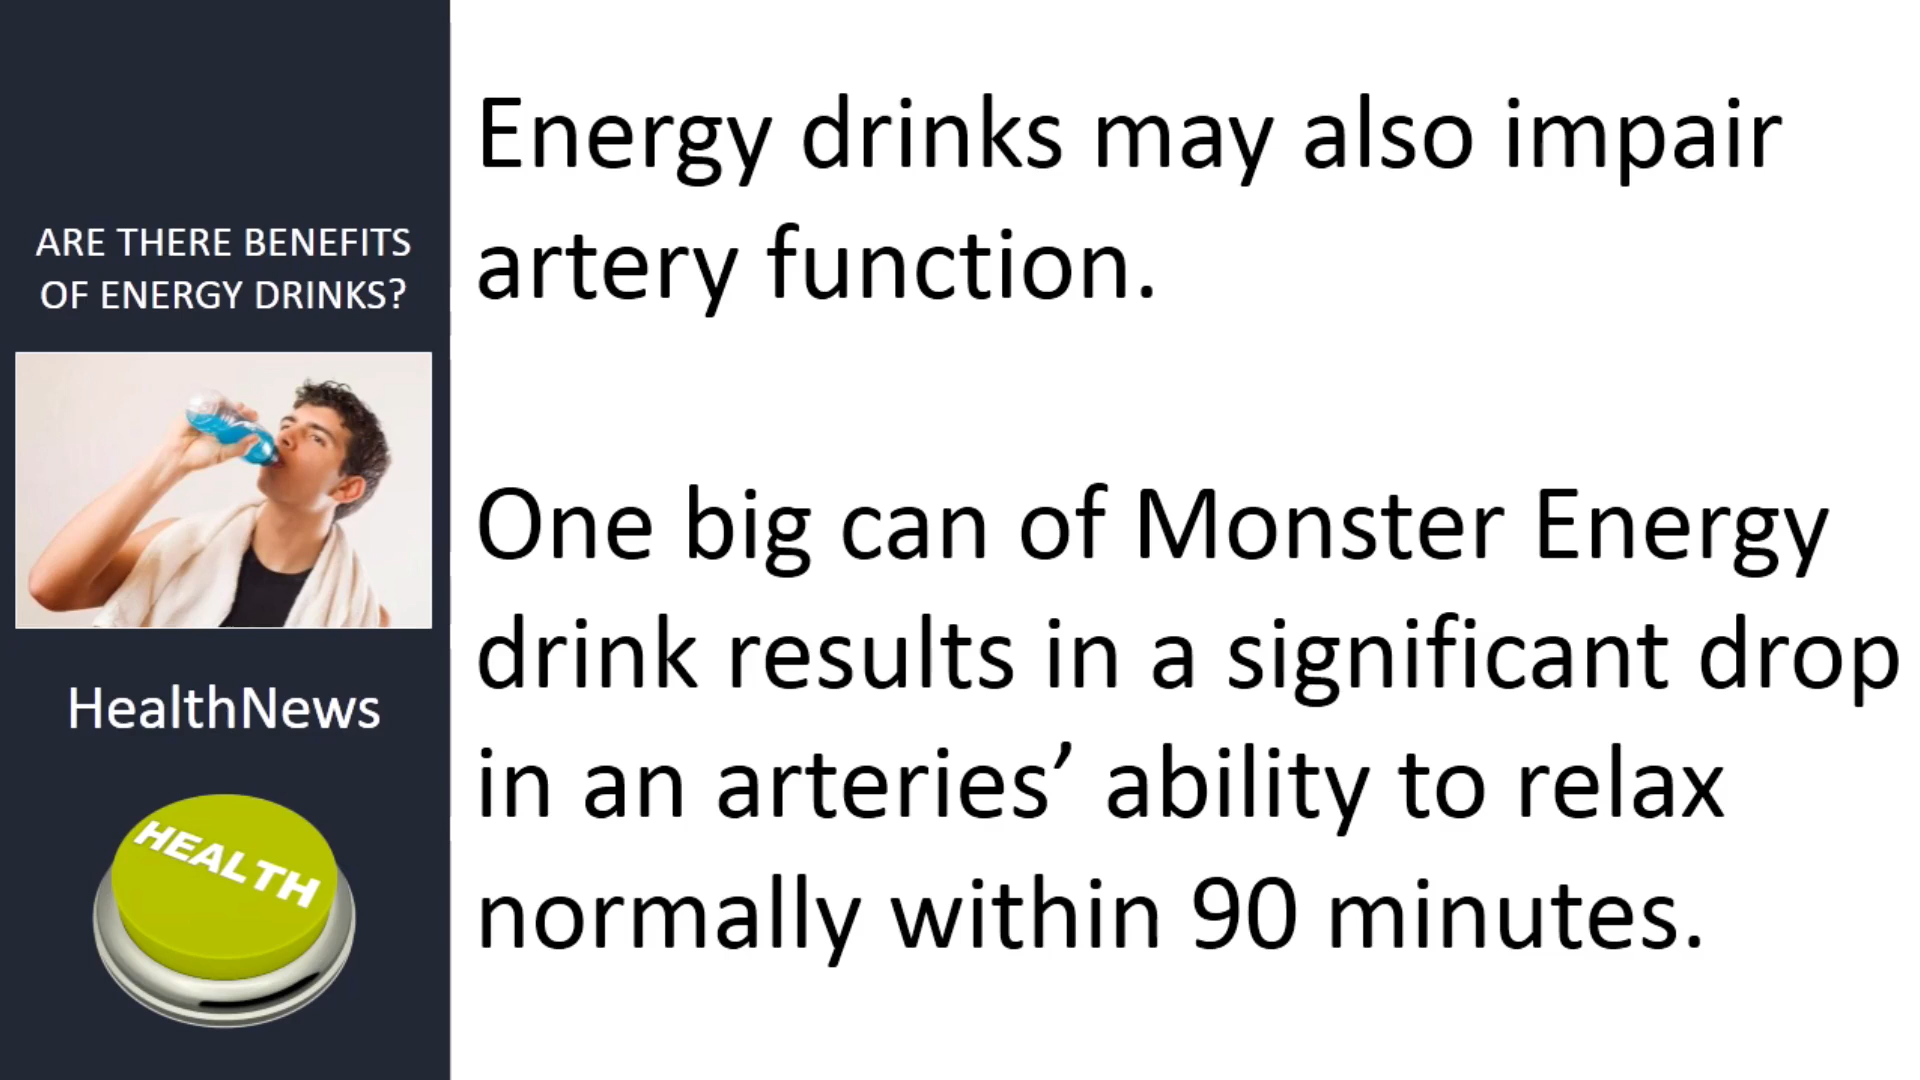 ARE THERE BENEFITS
OF ENERGY DRINKS?
HealthNews
HEALTH
Energy drinks may also impair
artery function.
One big can of Monster Energy
drink results in a significant drop
in an arteries’ ability to relax
normally within 90 minutes.